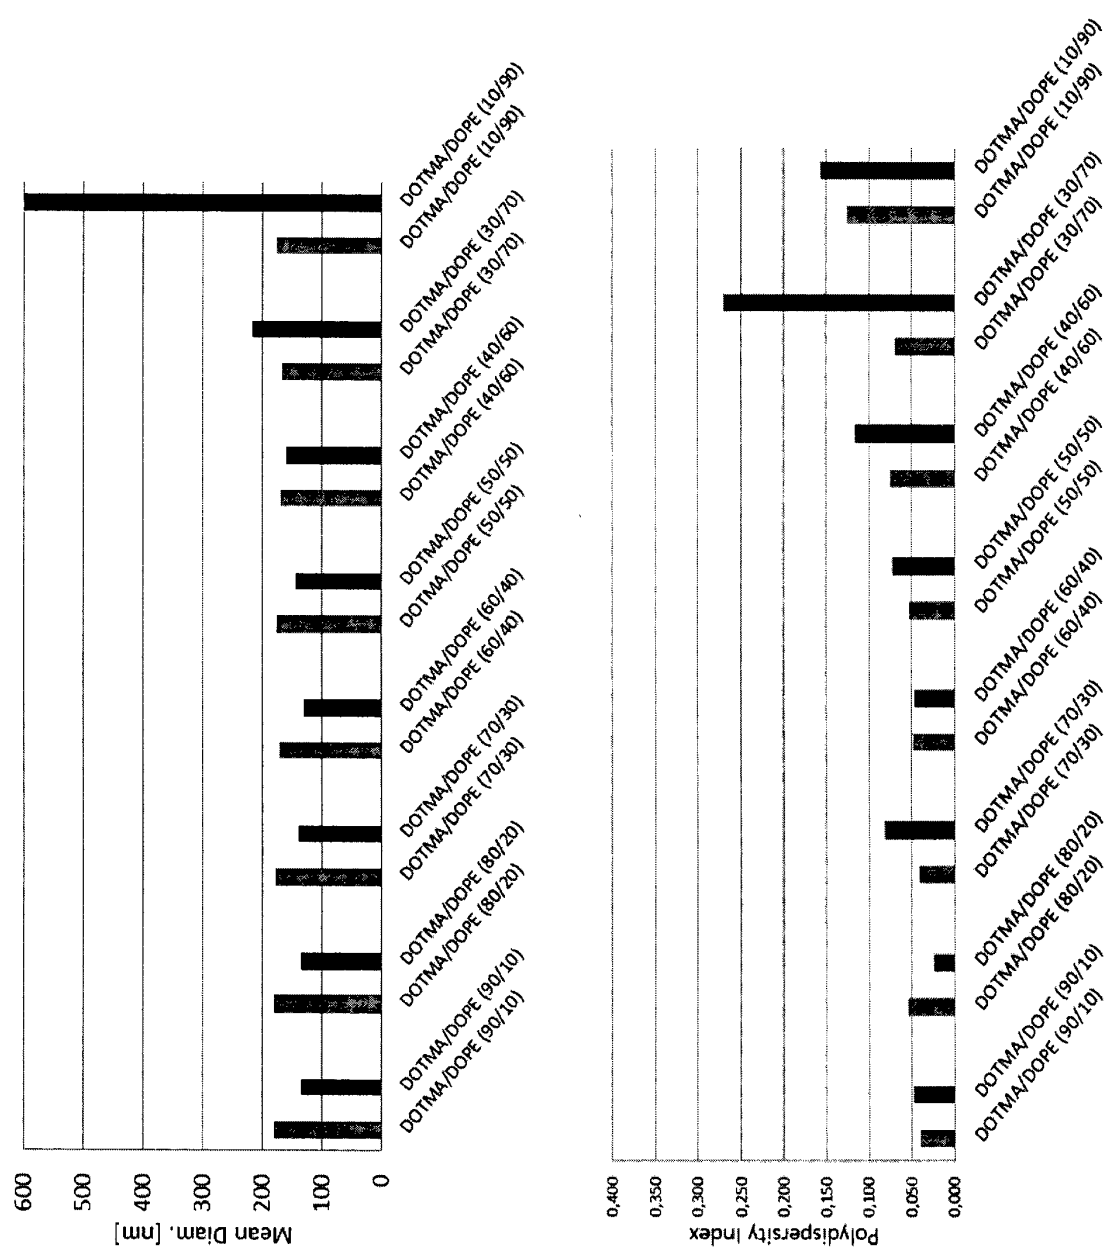 Mean Diam. [nm]
600
500
400
300
200
100
0
DOTMA/DOPE (90/10)
DOTMA/DOPE (90/10)
DOTMA/DOPE (80/20)
DOTMA/DOPE (80/20)
DOTMA/DOPE (70/30)
DOTMA/DOPE (70/30)
DOTMA/DOPE (60/40)
DOTMA/DOPE (60/40)
DOTMA/DOPE (50/50)
DOTMA/DOPE (50/50)
DOTMA/DOPE (40/60)
DOTMA/DOPE (40/60)
DOTMA/DOPE (30/70)
DOTMA/DOPE (30/70)
DOTMA/DOPE (10/90)
DOTMA/DOPE (10/90)
Polydispersity Index
0,400
0,350
0,300
0,250
0,200
0,150
0,100
0,050
0,000
DOTMA/DOPE (90/10)
DOTMA/DOPE (90/10)
DOTMA/DOPE (80/20)
DOTMA/DOPE (80/20)
DOTMA/DOPE (70/30)
DOTMA/DOPE (70/30)
DOTMA/DOPE (60/40)
DOTMA/DOPE (60/40)
DOTMA/DOPE (50/50)
DOTMA/DOPE (50/50)
DOTMA/DOPE (40/60)
DOTMA/DOPE (40/60)
DOTMA/DOPE (30/70)
DOTMA/DOPE (30/70)
DOTMA/DOPE (10/90)
DOTMA/DOPE (10/90)